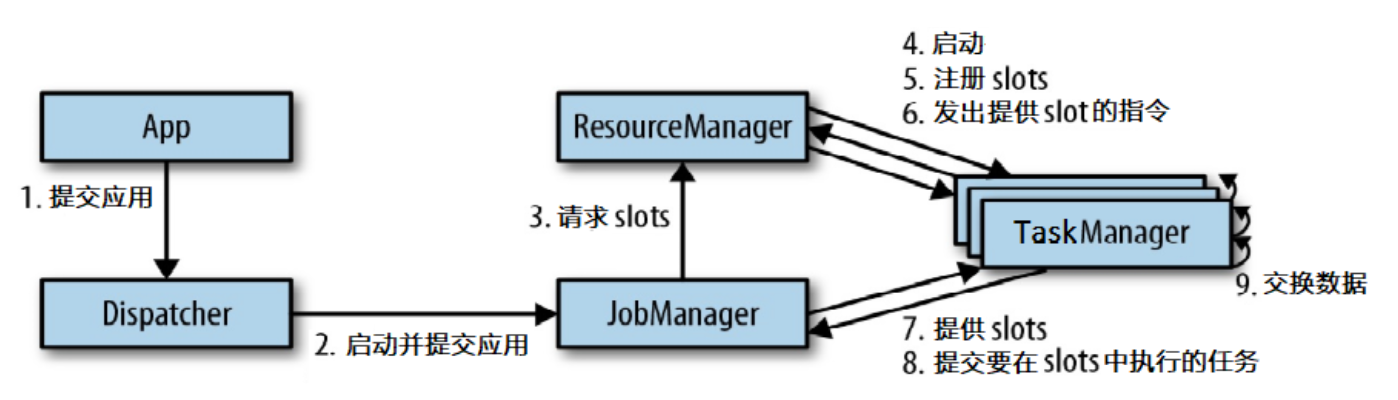 4. 启动
5. 注册 slots
6. 发出提供 slot 的指令
App
ResourceManager
1. 提交应用
3. 请求 slots
TaskManager
9. 交换数据
Dispatcher
JobManager
2. 启动并提交应用
7. 提供 slots
8. 提交要在 slots 中执行的任务